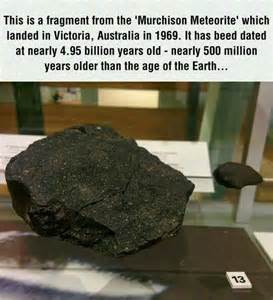 This is a fragment from the 'Murchison Meteorite' which
landed in Victoria, Australia in 1969. It has beed dated
at nearly 4.95 billion years old - nearly 500 million
years older than the age of the Earth...
13